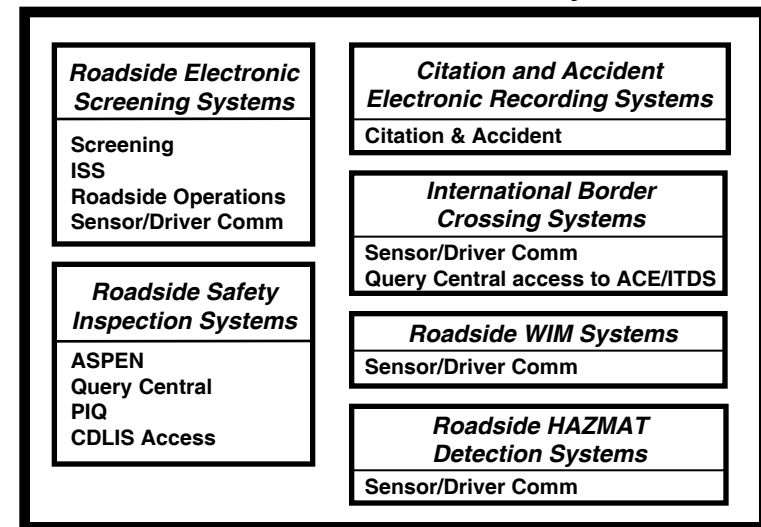 Roadside Electronic
Screening Systems
Screening
ISS
Roadside Operations
Sensor/Driver Comm
Roadside Safety
Inspection Systems
ASPEN
Query Central
PIQ
CDLIS Access
Citation and Accident
Electronic Recording Systems
Citation & Accident
International Border
Crossing Systems
Sensor/Driver Comm
Query Central access to ACE/ITDS
Roadside WIM Systems
Sensor/Driver Comm
Roadside HAZMAT
Detection Systems
Sensor/Driver Comm